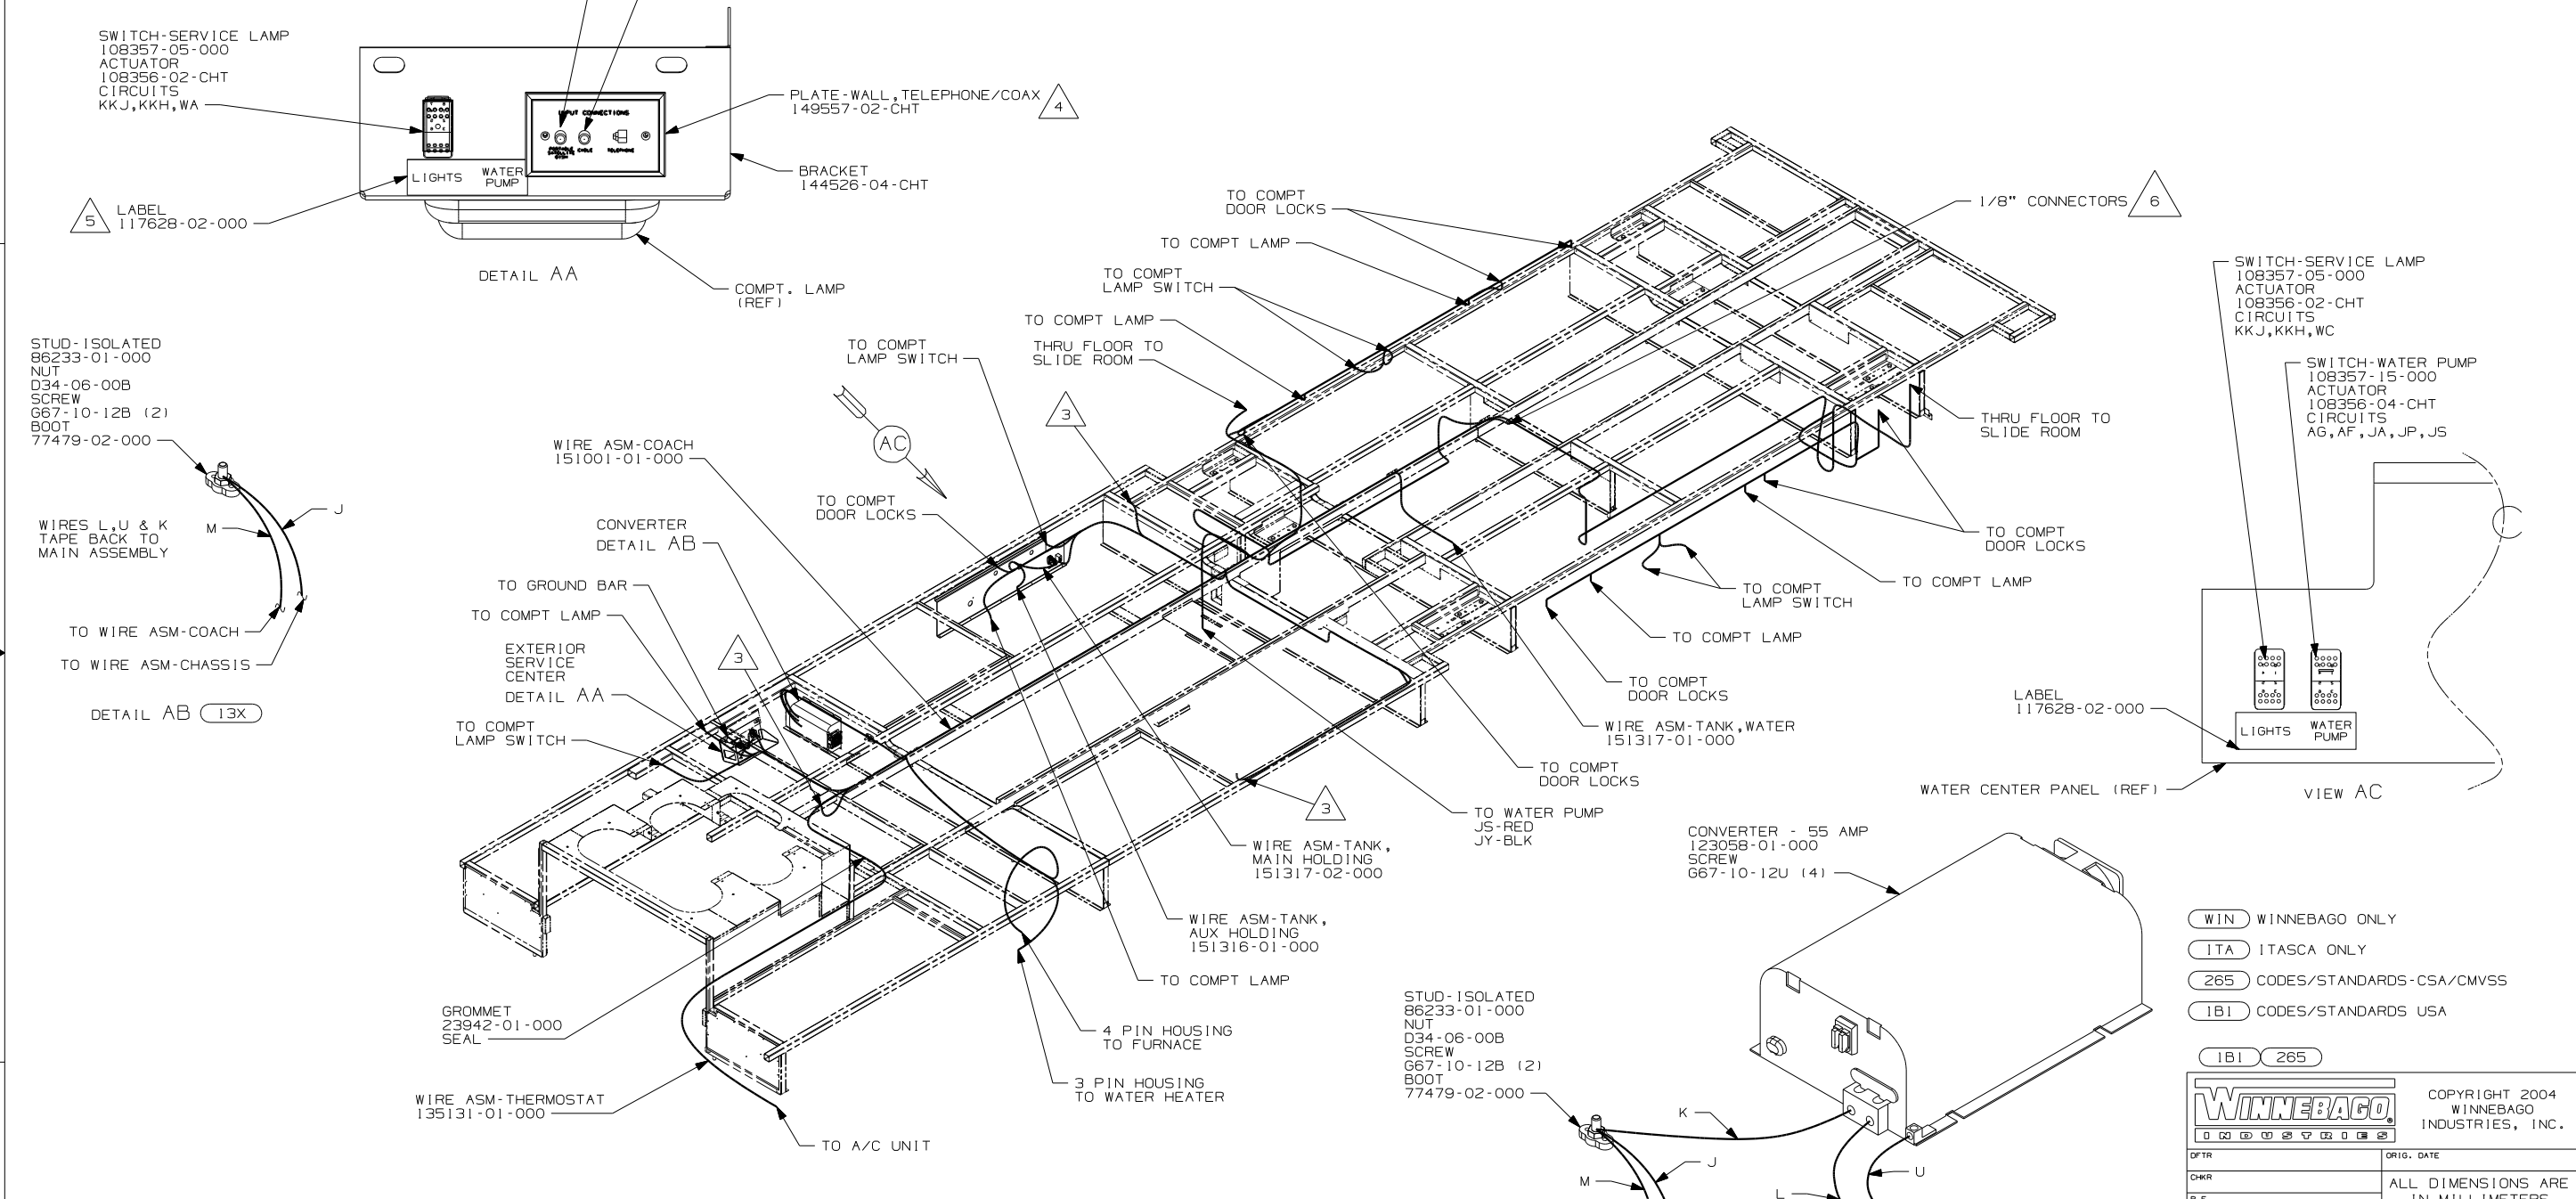 SWITCH-SERVICE LAMP
108357-05-000
ACTUATOR
108356-02-CHT
CIRCUITS
KKJ,KKH,WA
INPUT CONNECTIONS
PORTABLE
SATELLITE
DISH
CABLE
TELEPHONE
LIGHTS
WATER
PUMP
5
LABEL
117628-02-000
PLATE-WALL,TELEPHONE/COAX
149557-02-CHT
4
BRACKET
144526-04-CHT
COMPT. LAMP
(REF)
DETAIL AA
STUD-ISOLATED
86233-01-000
NUT
D34-06-00B
SCREW
G67-10-12B (2)
BOOT
77479-02-000
WIRES L,U & K
TAPE BACK TO
MAIN ASSEMBLY
M
J
TO WIRE ASM-COACH
TO WIRE ASM-CHASSIS
DETAIL AB 13X
TO COMPT
DOOR LOCKS
TO COMPT LAMP
TO COMPT
LAMP SWITCH
TO COMPT LAMP
THRU FLOOR TO
SLIDE ROOM
TO COMPT
LAMP SWITCH
3
AC
WIRE ASM-COACH
151001-01-000
TO COMPT
DOOR LOCKS
CONVERTER
DETAIL AB
TO GROUND BAR
TO COMPT LAMP
EXTERIOR
SERVICE
CENTER
DETAIL AA
3
TO COMPT
LAMP SWITCH
GROMMET
23942-01-000
SEAL
WIRE ASM-THERMOSTAT
135131-01-000
TO A/C UNIT
3 PIN HOUSING
TO WATER HEATER
4 PIN HOUSING
TO FURNACE
TO COMPT LAMP
WIRE ASM-TANK,
AUX HOLDING
151316-01-000
WIRE ASM-TANK,
MAIN HOLDING
151317-02-000
3
TO WATER PUMP
JS-RED
JY-BLK
TO COMPT
DOOR LOCKS
WIRE ASM-TANK,WATER
151317-01-000
TO COMPT
DOOR LOCKS
TO COMPT LAMP
TO COMPT
LAMP SWITCH
TO COMPT LAMP
TO COMPT
DOOR LOCKS
THRU FLOOR TO
SLIDE ROOM
1/8" CONNECTORS
6
SWITCH-SERVICE LAMP
108357-05-000
ACTUATOR
108356-02-CHT
CIRCUITS
KKJ,KKH,WC
SWITCH-WATER PUMP
108357-15-000
ACTUATOR
108356-04-CHT
CIRCUITS
AG,AF,JA,JP,JS
LABEL
117628-02-000
LIGHTS
WATER
PUMP
WATER CENTER PANEL (REF)
VIEW AC
CONVERTER - 55 AMP
123058-01-000
SCREW
G67-10-12U (4)
STUD-ISOLATED
86233-01-000
NUT
D34-06-00B
SCREW
G67-10-12B (2)
BOOT
77479-02-000
K
J
M
L
U
WIN WINNEBAGO ONLY
ITA ITASCA ONLY
265 CODES/STANDARDS-CSA/CMVSS
1B1 CODES/STANDARDS USA
1B1 265
WINNEBAGO
INDUSTRIES
COPYRIGHT 2004
WINNEBAGO
INDUSTRIES, INC.
DFTR
ORIG. DATE
CHKR
ALL DIMENSIONS ARE
IN MILLIMETERS